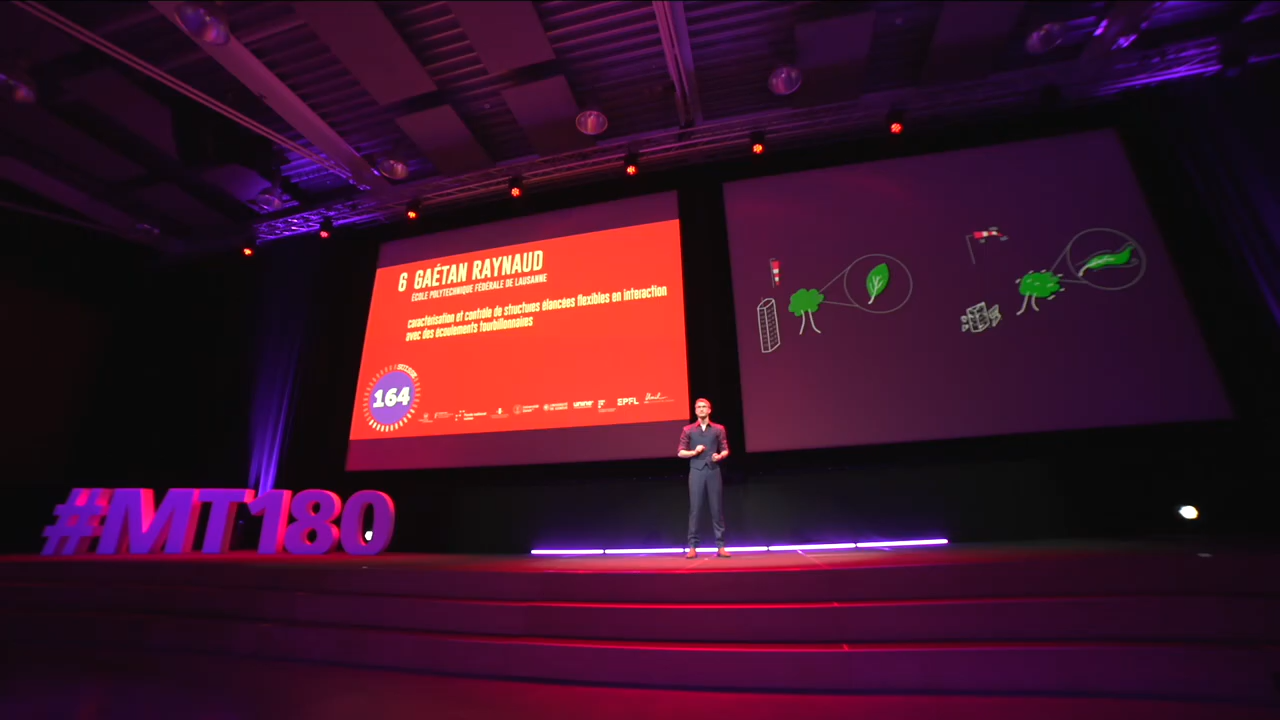 6 GAÉTAN RAYNAUD
ÉCOLE POLYTECHNIQUE FÉDÉRALE DE LAUSANNE
caractérisation et contrôle de structures élancées flexibles en interaction
avec des écoulements tourbillonnaires
164
EPFL
#MT180